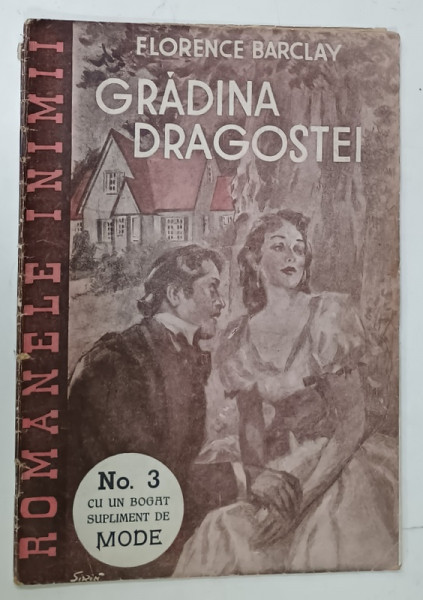 FLORENCE BARCLAY
GRĂDINA
DRAGOSTEI
ROMANELE INIMII
No. 3
CU UN BOGAT
SUPLIMENT DE
MODE